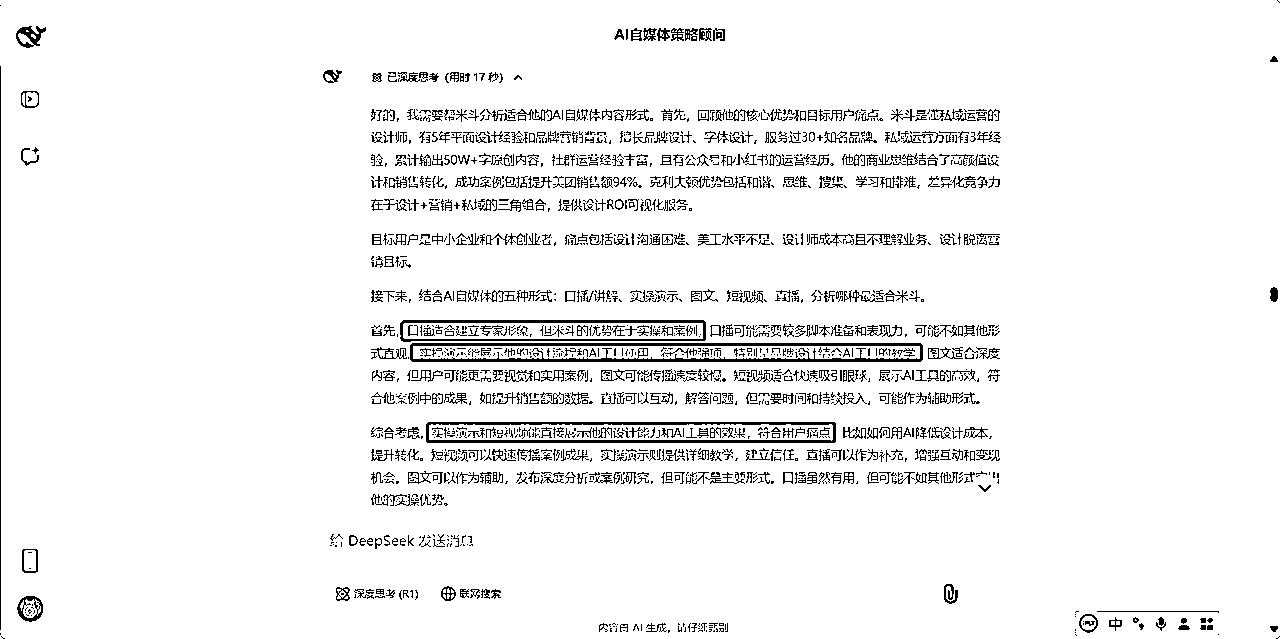 AI自媒体策略顾问
已深度思考（用时 17 秒）
好的，我需要帮米斗分析适合他的AI自媒体内容形式。首先，回顾他的核心优势和目标用户痛点。米斗是懂私域运营的
设计师，有5年平面设计经验和品牌营销背景，擅长品牌设计、字体设计，服务过30+知名品牌。私域运营方面有3年经
验，累计输出50W+字原创内容，社群运营经验丰富，且有公众号和小红书的运营经历。他的商业思维结合了高颜值设
计和销售转化，成功案例包括提升美团销售额94%。克利夫顿优势包括和谐、思维、搜集、学习和排难，差异化竞争力
在于设计+营销+私域的三角组合，提供设计ROI可视化服务。
目标用户是中小企业和个体创业者，痛点包括设计沟通困难、美工水平不足、设计师成本高且不理解业务、设计脱离营
销目标。
接下来，结合AI自媒体的五种形式：口播/讲解、实操演示、图文、短视频、直播，分析哪种最适合米斗。
首先，口播适合建立专家形象，但米斗的优势在于实操和案例，口播可能需要较多脚本准备和表现力，可能不如其他形
式直观。实操演示能展示他的设计流程和AI工具应用，符合他强项，特别是品牌设计结合AI工具的教学。图文适合深度
内容，但用户可能更需要视觉和实用案例，图文可能传播速度较慢。短视频适合快速吸引眼球，展示AI工具的高效，符
合他案例中的成果，如提升销售额的数据。直播可以互动，解答问题，但需要时间和持续投入，可能作为辅助形式。
综合考虑，实操演示和短视频能直接展示他的设计能力和AI工具的效果，符合用户痛点，比如如何用AI降低设计成本，
提升转化。短视频可以快速传播案例成果，实操演示则提供详细教学，建立信任。直播可以作为补充，增强互动和变现
机会。图文可以作为辅助，发布深度分析或案例研究，但可能不是主要形式。口播虽然有用，但可能不如其他形式突出
他的实操优势。
给 DeepSeek 发送消息
深度思考 (R1) 联网搜索
内容由 AI 生成，请仔细甄别
中